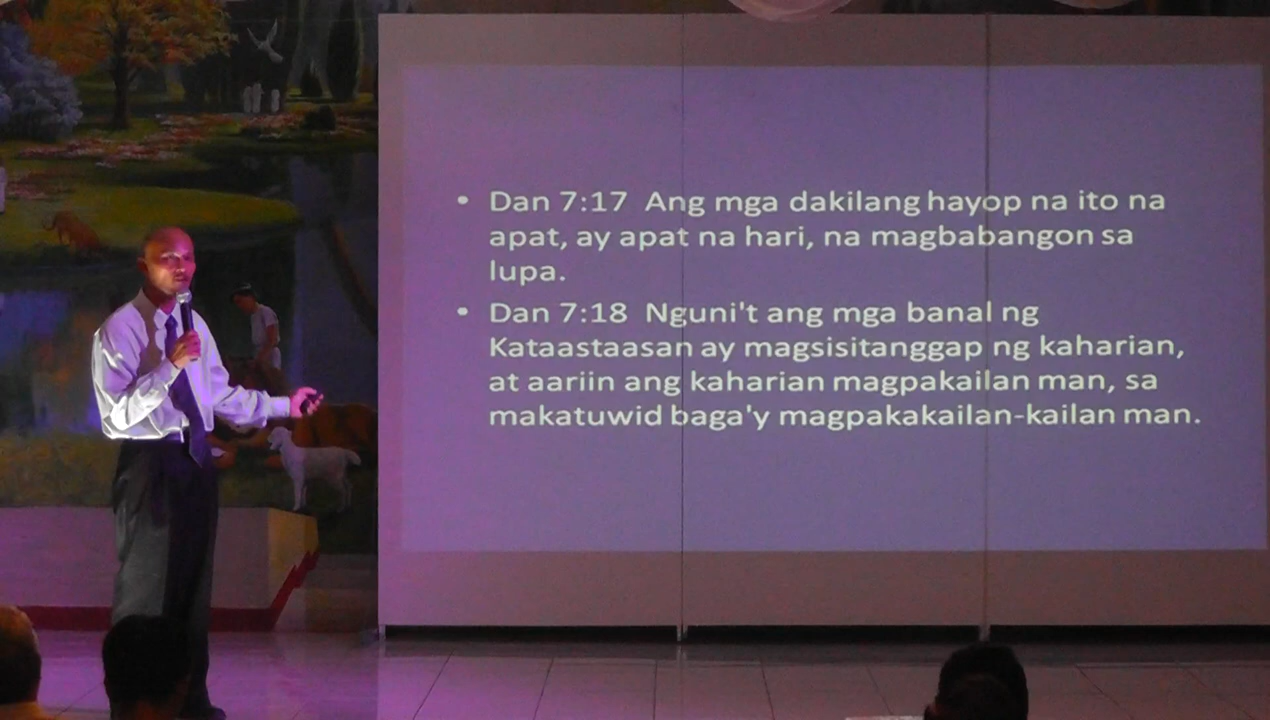 • Dan 7:17 Ang mga dakilang hayop na ito na
apat, ay apat na hari, na magbabangon sa
lupa.
• Dan 7:18 Nguni't ang mga banal ng
Kataastaasan ay magsisitanggap ng kaharian,
at aariin ang kaharian magpakailan man, sa
makatuwid baga'y magpakakailan-kailan man.